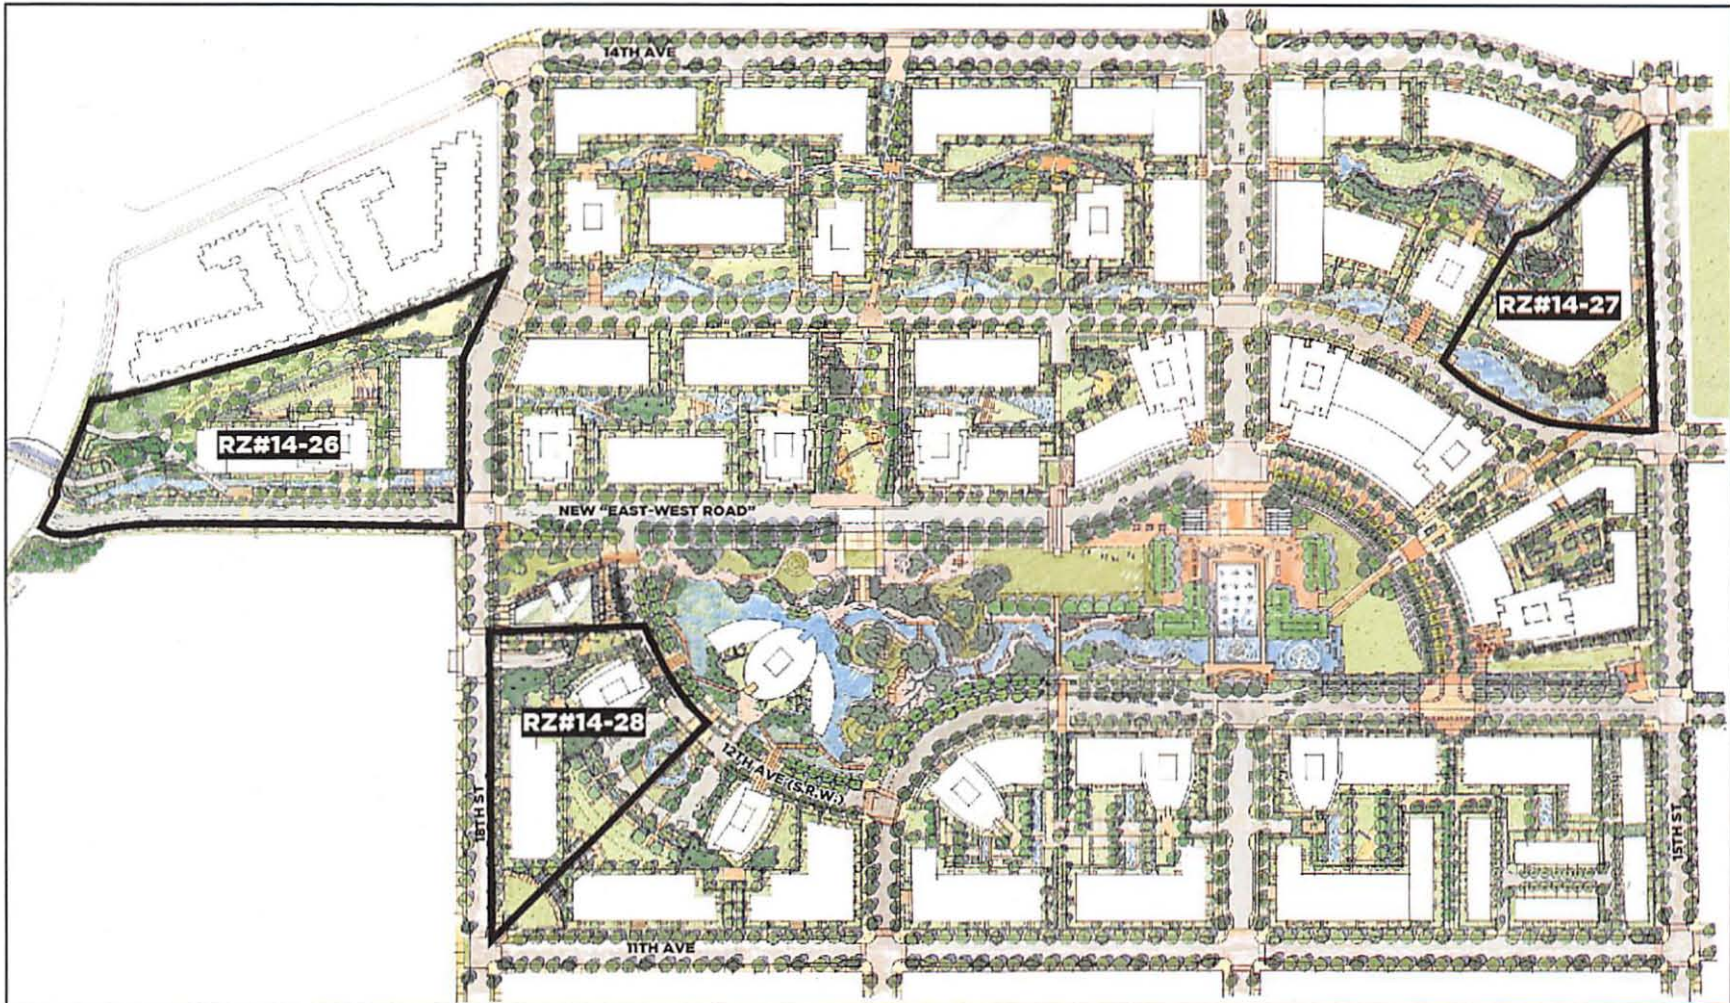 14TH AVE
RZ#14-27
RZ#14-26
NEW "EAST-WEST ROAD"
RZ#14-28
12TH AVE (S.R.W.)
18TH ST
15TH ST
11TH AVE